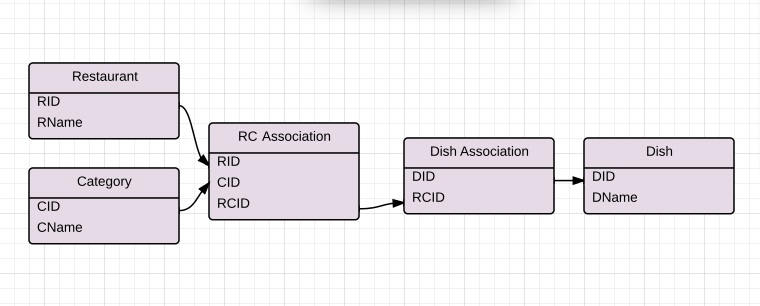 Restaurant
RID
RName
Category
CID
CName
RC Association
RID
CID
RCID
Dish Association
DID
RCID
Dish
DID
DName